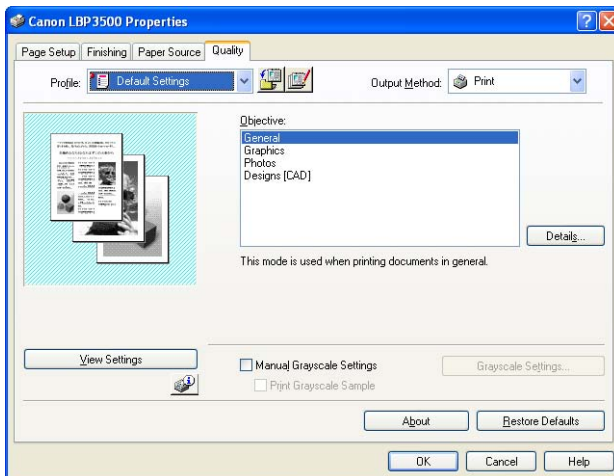 Canon LBP3500 Properties
Page Setup Finishing Paper Source Quality
Profile: Default Settings Output Method: Print
Objective:
General
Graphics
Photos
Designs [CAD]
Details...
This mode is used when printing documents in general.
View Settings
Manual Grayscale Settings Grayscale Settings...
Print Grayscale Sample
About Restore Defaults
OK Cancel Help